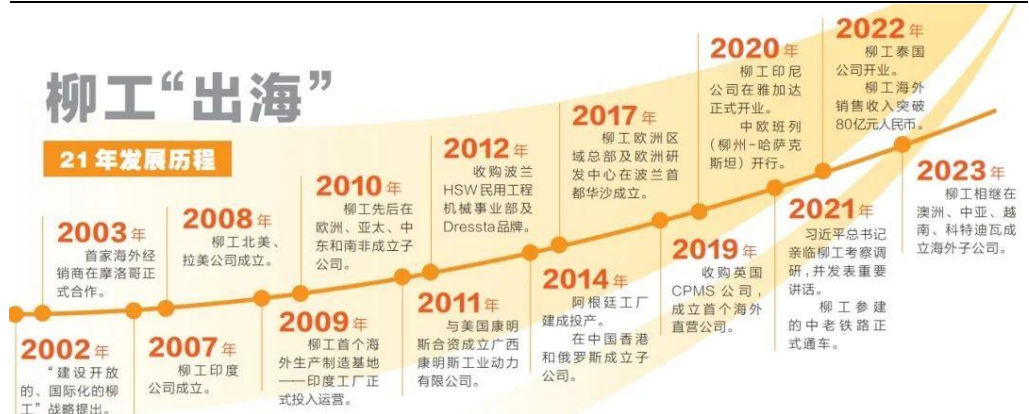 柳工“出海”
21年发展历程
2002年
“建设开放
的、国际化的柳
工”战略提出。
2003年
首家海外经
销商在摩洛哥正
式合作。
2007年
柳工印度
公司成立。
2008年
柳工北美、
拉美公司成立。
2009年
柳工首个海
外生产制造基地
——印度工厂正
式投入运营。
2010年
柳工先后在
欧洲、亚太、中
东和南非成立子
公司。
2011年
与美国康明
斯合资成立广西
康明斯工业动力
有限公司。
2012年
收购波兰
HSW民用工程
机械事业部及
Dressta品牌。
2014年
阿根廷工厂
建成投产。
在中国香港
和俄罗斯成立子
公司。
2017年
柳工欧洲区
域总部及欧洲研
发中心在波兰首
都华沙成立。
2019年
收购英国
CPMS公司，
成立首个海外
直营公司。
2020年
柳工印尼
公司在雅加达
正式开业。
中欧班列
（柳州-哈萨克
斯坦）开行。
2021年
习近平总书记
亲临柳工考察调
研，并发表重要
讲话。
柳工参建
的中老铁路正
式通车。
2022年
柳工泰国
公司开业。
柳工海外
销售收入突破
80亿元人民币。
2023年
柳工相继在
澳洲、中亚、越
南、科特迪瓦成
立海外子公司。